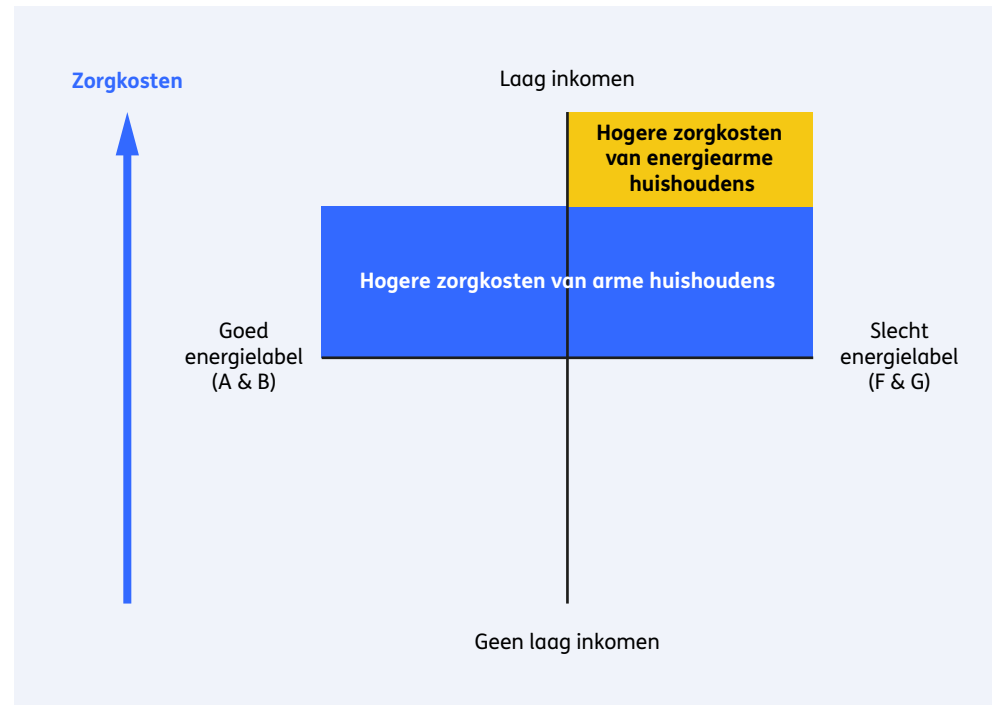 Zorgkosten
Laag inkomen
Hogere zorgkosten
van energiearme
huishoudens
Hogere zorgkosten van arme huishoudens
Goed
energielabel
(A & B)
Slecht
energielabel
(F & G)
Geen laag inkomen